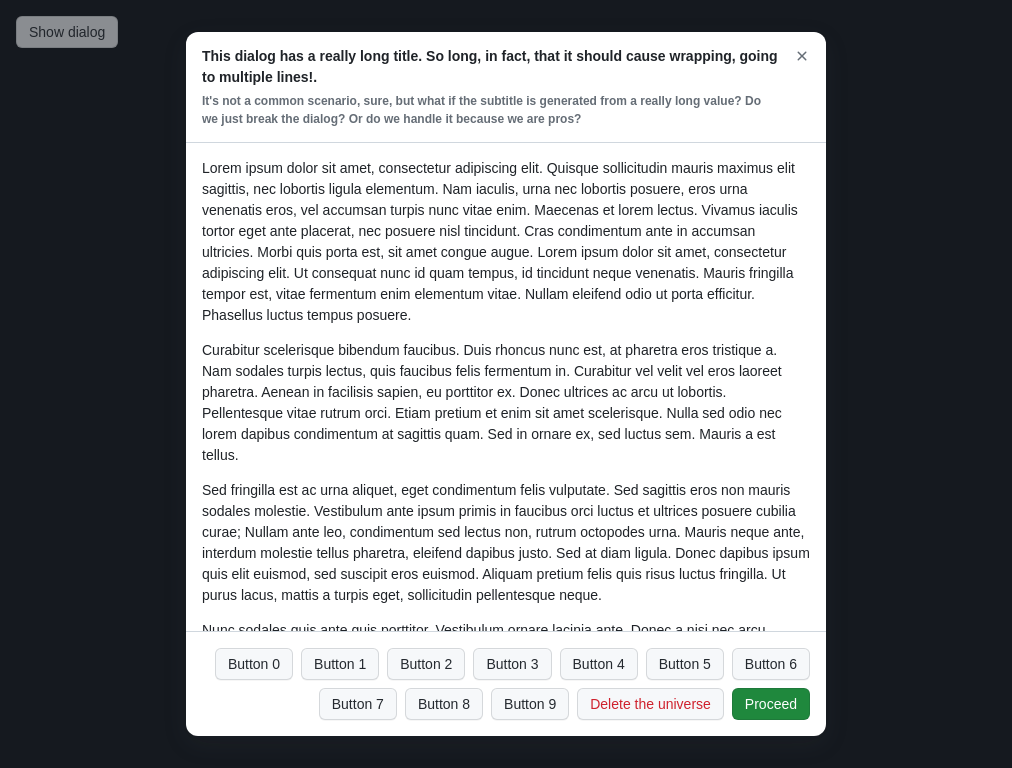 Show dialog
This dialog has a really long title. So long, in fact, that it should cause wrapping, going
to multiple lines!.
It's not a common scenario, sure, but what if the subtitle is generated from a really long value? Do
we just break the dialog? Or do we handle it because we are pros?
Lorem ipsum dolor sit amet, consectetur adipiscing elit. Quisque sollicitudin mauris maximus elit
sagittis, nec lobortis ligula elementum. Nam iaculis, urna nec lobortis posuere, eros urna
venenatis eros, vel accumsan turpis nunc vitae enim. Maecenas et lorem lectus. Vivamus iaculis
tortor eget ante placerat, nec posuere nisl tincidunt. Cras condimentum ante in accumsan
ultricies. Morbi quis porta est, sit amet congue augue. Lorem ipsum dolor sit amet, consectetur
adipiscing elit. Ut consequat nunc id quam tempus, id tincidunt neque venenatis. Mauris fringilla
tempor est, vitae fermentum enim elementum vitae. Nullam eleifend odio ut porta efficitur.
Phasellus luctus tempus posuere.
Curabitur scelerisque bibendum faucibus. Duis rhoncus nunc est, at pharetra eros tristique a.
Nam sodales turpis lectus, quis faucibus felis fermentum in. Curabitur vel velit vel eros laoreet
pharetra. Aenean in facilisis sapien, eu porttitor ex. Donec ultrices ac arcu ut lobortis.
Pellentesque vitae rutrum orci. Etiam pretium et enim sit amet scelerisque. Nulla sed odio nec
lorem dapibus condimentum at sagittis quam. Sed in ornare ex, sed luctus sem. Mauris a est
tellus.
Sed fringilla est ac urna aliquet, eget condimentum felis vulputate. Sed sagittis eros non mauris
sodales molestie. Vestibulum ante ipsum primis in faucibus orci luctus et ultrices posuere cubilia
curae; Nullam ante leo, condimentum sed lectus non, rutrum octopodes urna. Mauris neque ante,
interdum molestie tellus pharetra, eleifend dapibus justo. Sed at diam ligula. Donec dapibus ipsum
quis elit euismod, sed suscipit eros euismod. Aliquam pretium felis quis risus luctus fringilla. Ut
purus lacus, mattis a turpis eget, sollicitudin pellentesque neque.
Nunc sodales quis ante quis porttitor. Vestibulum ornare lacinia ante. Donec a nisi nec arcu
Button 0 Button 1 Button 2 Button 3 Button 4 Button 5 Button 6
Button 7 Button 8 Button 9 Delete the universe Proceed